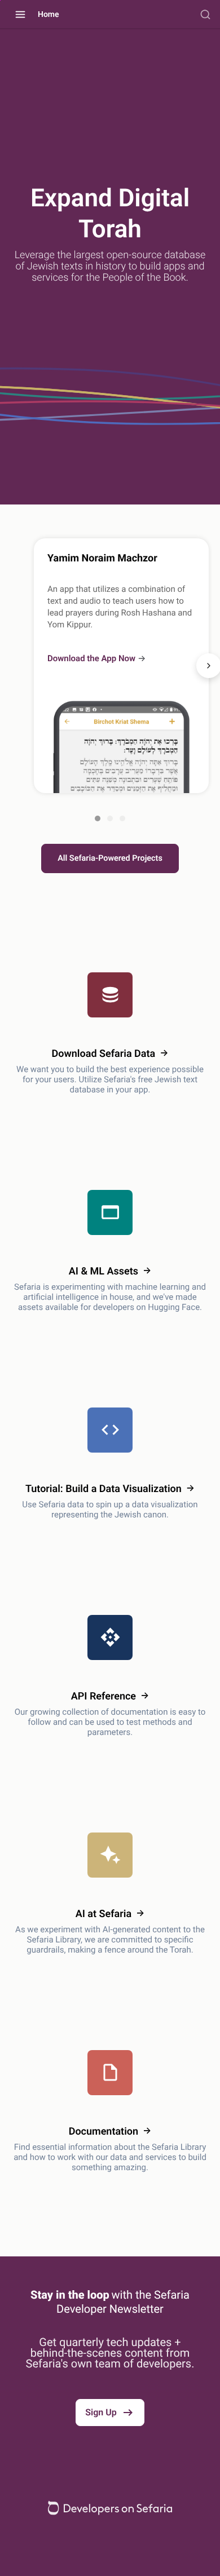 Home
Expand Digital
Torah
Leverage the largest open-source database
of Jewish texts in history to build apps and
services for the People of the Book.
Yamim Noraim Machzor
An app that utilizes a combination of
text and audio to teach users how to
lead prayers during Rosh Hashana and
Yom Kippur.
Download the App Now →
Birchot Kriat Shema
בָּרְכוּ אֶת יְהֹוָה הַמְבֹרָךְ: בָּרוּךְ יְהֹוָה
הַמְבֹרָךְ לְעוֹלָם וָעֶד:
בָּרוּךְ אַתָּה יְהֹוָה אֱלֹהֵינוּ מֶלֶךְ
All Sefaria-Powered Projects
Download Sefaria Data →
We want you to build the best experience possible
for your users. Utilize Sefaria's free Jewish text
database in your app.
AI & ML Assets →
Sefaria is experimenting with machine learning and
artificial intelligence in house, and we've made
assets available for developers on Hugging Face.
Tutorial: Build a Data Visualization →
Use Sefaria data to spin up a data visualization
representing the Jewish canon.
API Reference →
Our growing collection of documentation is easy to
follow and can be used to test methods and
parameters.
AI at Sefaria →
As we experiment with AI-generated content to the
Sefaria Library, we are committed to specific
guardrails, making a fence around the Torah.
Documentation →
Find essential information about the Sefaria Library
and how to work with our data and services to build
something amazing.
Stay in the loop with the Sefaria
Developer Newsletter
Get quarterly tech updates +
behind-the-scenes content from
Sefaria's own team of developers.
Sign Up →
Developers on Sefaria